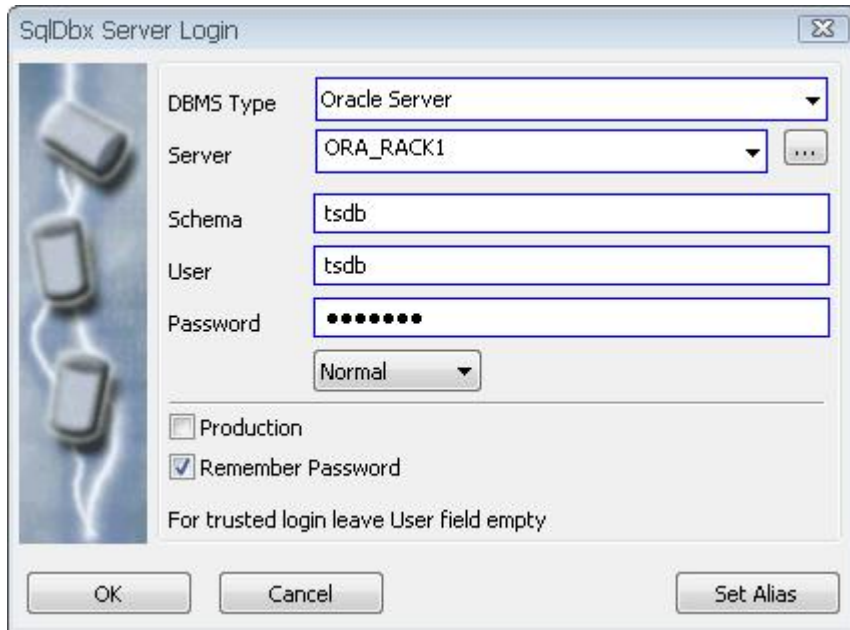 SqlDbx Server Login
DBMS Type Oracle Server
Server ORA_RACK1 ...
Schema tsdb
User tsdb
Password •••••••
Normal
Production
Remember Password
For trusted login leave User field empty
OK Cancel Set Alias